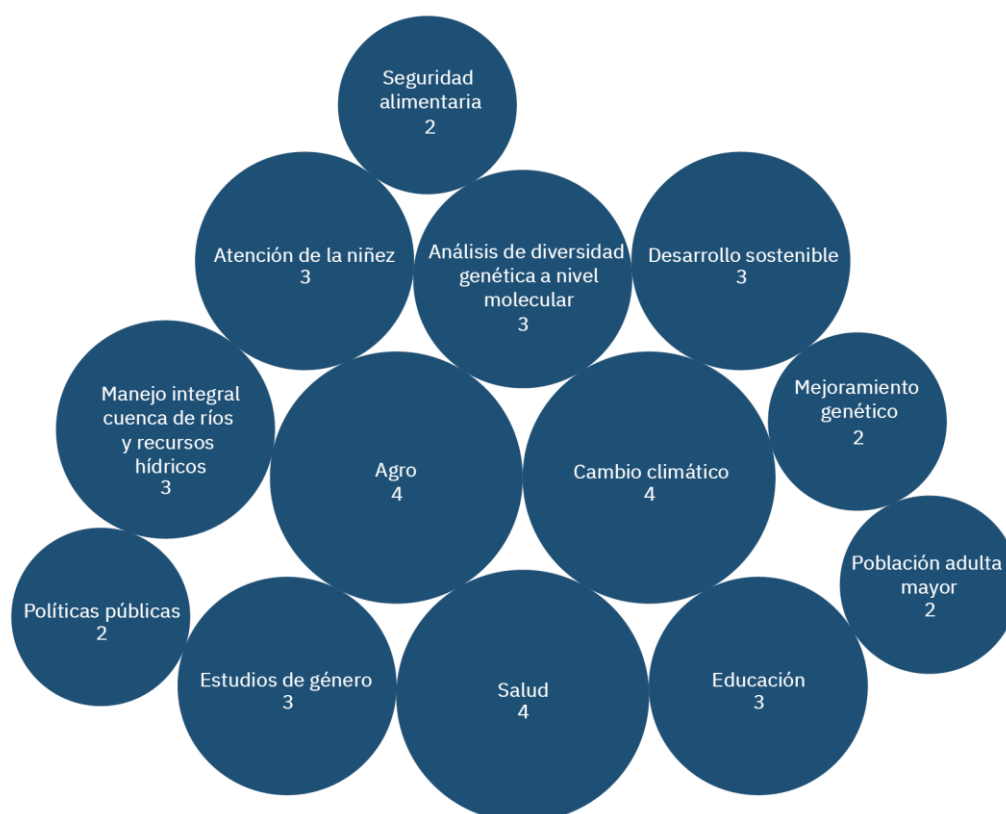 Seguridad
alimentaria
2
Atención de la niñez
3
Análisis de diversidad
genética a nivel
molecular
3
Desarrollo sostenible
3
Manejo integral
cuenca de ríos
y recursos
hídricos
3
Agro
4
Cambio climático
4
Mejoramiento
genético
2
Políticas públicas
2
Estudios de género
3
Salud
4
Educación
3
Población adulta
mayor
2